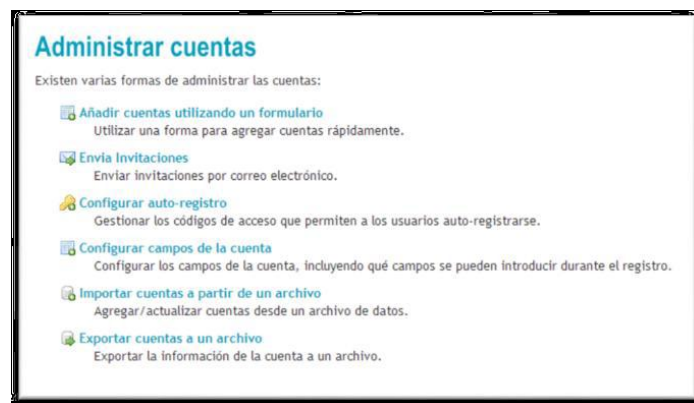 Administrar cuentas
Existen varias formas de administrar las cuentas:
Añadir cuentas utilizando un formulario
Utilizar una forma para agregar cuentas rápidamente.
Envia Invitaciones
Enviar invitaciones por correo electrónico.
Configurar auto-registro
Gestionar los códigos de acceso que permiten a los usuarios auto-registrarse.
Configurar campos de la cuenta
Configurar los campos de la cuenta, incluyendo qué campos se pueden introducir durante el registro.
Importar cuentas a partir de un archivo
Agregar/actualizar cuentas desde un archivo de datos.
Exportar cuentas a un archivo
Exportar la información de la cuenta a un archivo.